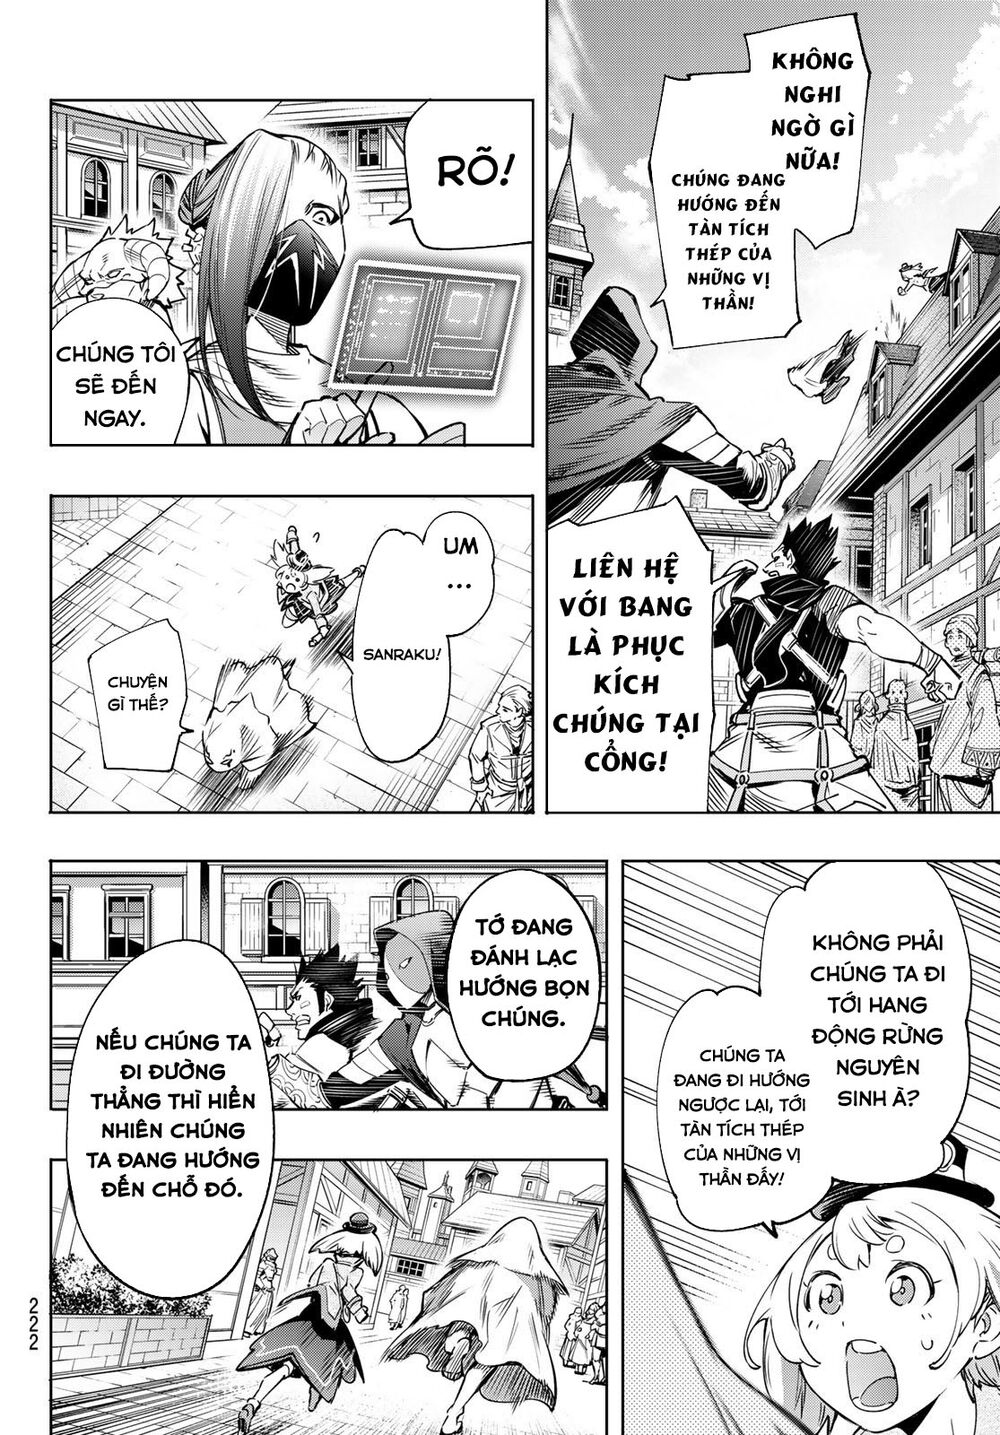 KHÔNG
NGHI
NGỜ GÌ
NỮA!
CHÚNG ĐANG
HƯỚNG ĐẾN
TÀN TÍCH
THÉP CỦA
NHỮNG VỊ
THẦN!
LIÊN HỆ
VỚI BANG
LÀ PHỤC
KÍCH
CHÚNG TẠI
CỔNG!
RÕ!
CHÚNG TÔI
SẼ ĐẾN
NGAY.
UM
...
SANRAKU!
CHUYỆN
GÌ THẾ?
KHÔNG PHẢI
CHÚNG TA ĐI
TỚI HANG
ĐỘNG RỪNG
NGUYÊN
SINH À?
CHÚNG TA
ĐANG ĐI HƯỚNG
NGƯỢC LẠI, TỚI
TÀN TÍCH THÉP
CỦA NHỮNG VỊ
THẦN ĐẤY!
TỚ ĐANG
ĐÁNH LẠC
HƯỚNG BỌN
CHÚNG.
NẾU CHÚNG TA
ĐI ĐƯỜNG
THẲNG THÌ HIỂN
NHIÊN CHÚNG
TA ĐANG HƯỚNG
ĐẾN CHỖ ĐÓ.
222